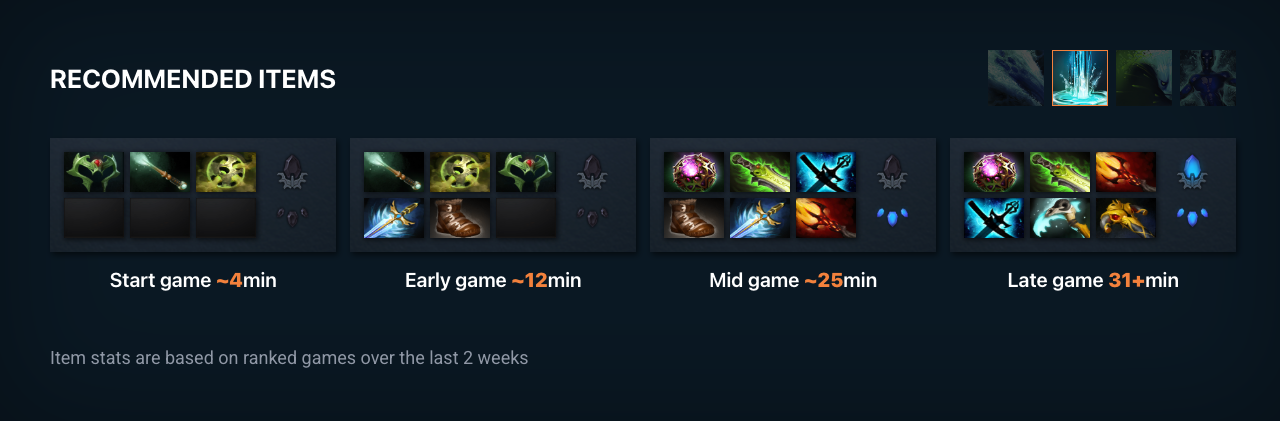 RECOMMENDED ITEMS
Start game ~4min
Early game ~12min
Mid game ~25min
Late game 31+min
Item stats are based on ranked games over the last 2 weeks